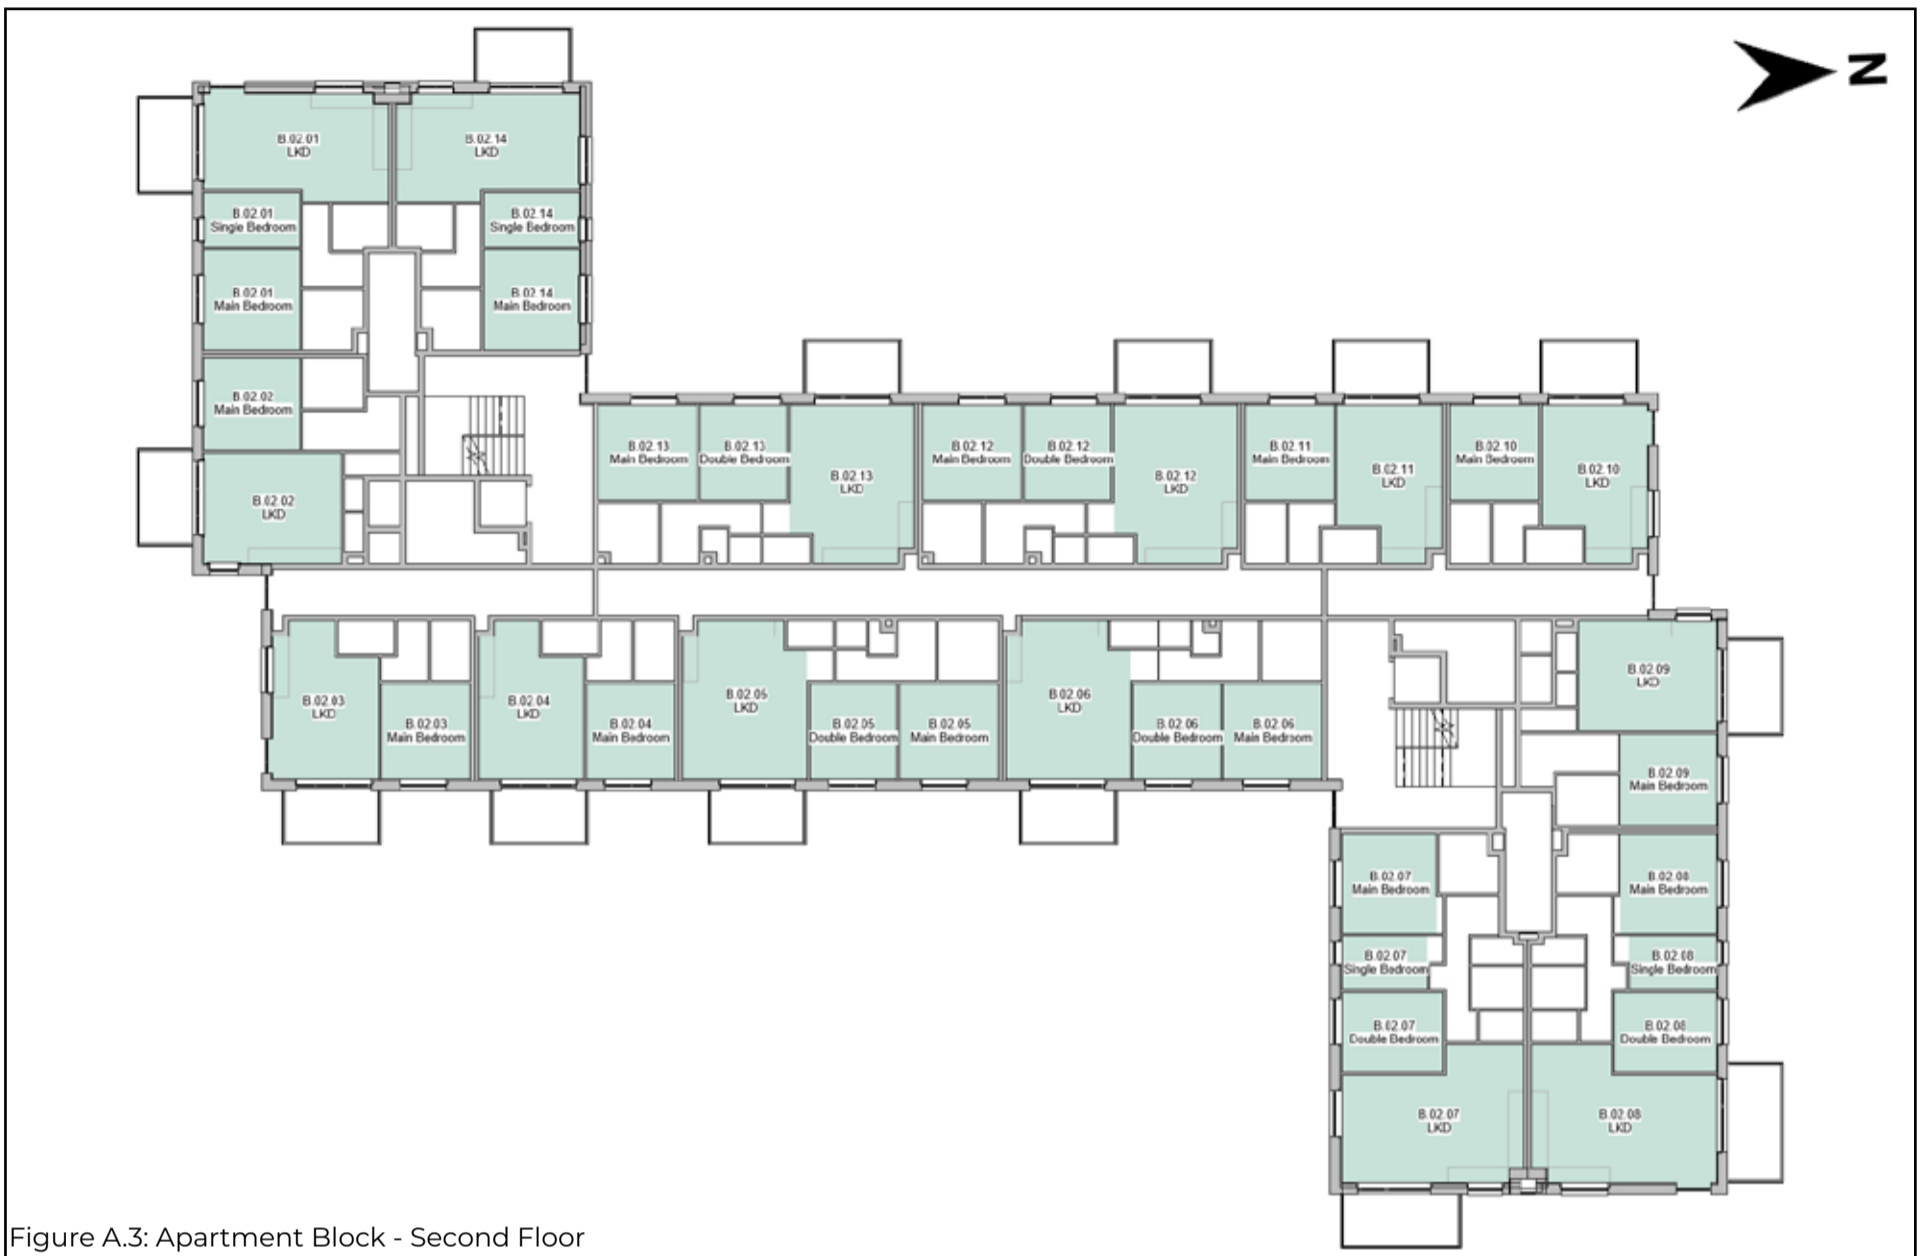 N
B.02.01
LKD
B.02.14
LKD
B.02.01
Single Bedroom
B.02.14
Single Bedroom
B.02.01
Main Bedroom
B.02.14
Main Bedroom
B.02.02
Main Bedroom
B.02.02
LKD
B.02.13
Main Bedroom
B.02.13
Double Bedroom
B.02.13
LKD
B.02.12
Main Bedroom
B.02.12
Double Bedroom
B.02.12
LKD
B.02.11
Main Bedroom
B.02.11
LKD
B.02.10
Main Bedroom
B.02.10
LKD
B.02.03
LKD
B.02.03
Main Bedroom
B.02.04
LKD
B.02.04
Main Bedroom
B.02.05
LKD
B.02.05
Double Bedroom
B.02.05
Main Bedroom
B.02.06
LKD
B.02.06
Double Bedroom
B.02.06
Main Bedroom
B.02.09
LKD
B.02.09
Main Bedroom
B.02.07
Main Bedroom
B.02.08
Main Bedroom
B.02.07
Single Bedroom
B.02.08
Single Bedroom
B.02.07
Double Bedroom
B.02.08
Double Bedroom
B.02.07
LKD
B.02.08
LKD
Figure A.3: Apartment Block - Second Floor